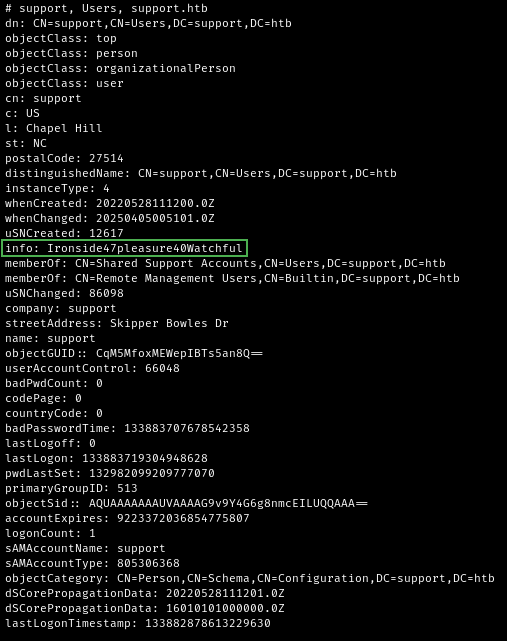 # support, Users, support.htb
dn: CN=support,CN=Users,DC=support,DC=htb
objectClass: top
objectClass: person
objectClass: organizationalPerson
objectClass: user
cn: support
c: US
l: Chapel Hill
st: NC
postalCode: 27514
distinguishedName: CN=support,CN=Users,DC=support,DC=htb
instanceType: 4
whenCreated: 20220528111200.0Z
whenChanged: 20250405005101.0Z
uSNCreated: 12617
info: Ironside47pleasure40Watchful
memberOf: CN=Shared Support Accounts,CN=Users,DC=support,DC=htb
memberOf: CN=Remote Management Users,CN=Builtin,DC=support,DC=htb
uSNChanged: 86098
company: support
streetAddress: Skipper Bowles Dr
name: support
objectGUID:: CqM5MfoxMEWepIBTs5an8Q==
userAccountControl: 66048
badPwdCount: 0
codePage: 0
countryCode: 0
badPasswordTime: 133883707678542358
lastLogoff: 0
lastLogon: 133883719304948628
pwdLastSet: 132982099209777070
primaryGroupID: 513
objectSid:: AQUAAAAAAAUVAAAAG9v9Y4G6g8nmcEILUQQAAA==
accountExpires: 9223372036854775807
logonCount: 1
sAMAccountName: support
sAMAccountType: 805306368
objectCategory: CN=Person,CN=Schema,CN=Configuration,DC=support,DC=htb
dSCorePropagationData: 20220528111201.0Z
dSCorePropagationData: 16010101000000.0Z
lastLogonTimestamp: 133882878613229630